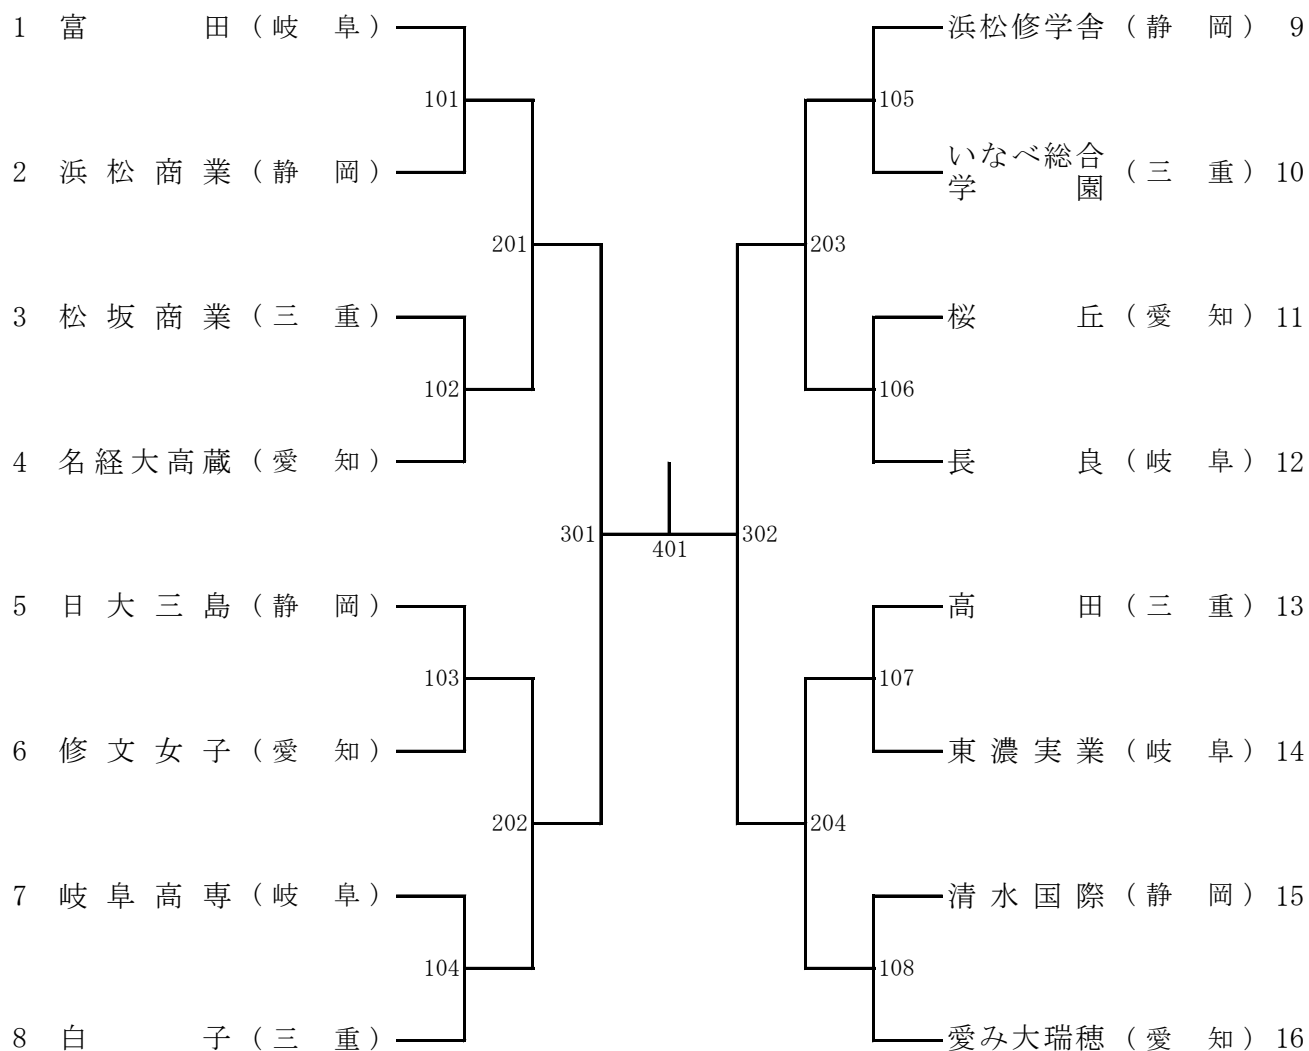 1 富田（岐阜）
101
2 浜松商業（静岡）
201
3 松坂商業（三重）
102
4 名経大高蔵（愛知）
301
401
5 日大三島（静岡）
103
6 修文女子（愛知）
202
7 岐阜高専（岐阜）
104
8 白子（三重）
浜松修学舎（静岡） 9
105
いなべ総合
学園（三重） 10
203
桜丘（愛知） 11
106
長良（岐阜） 12
302
高田（三重） 13
107
東濃実業（岐阜） 14
204
清水国際（静岡） 15
108
愛み大瑞穂（愛知） 16